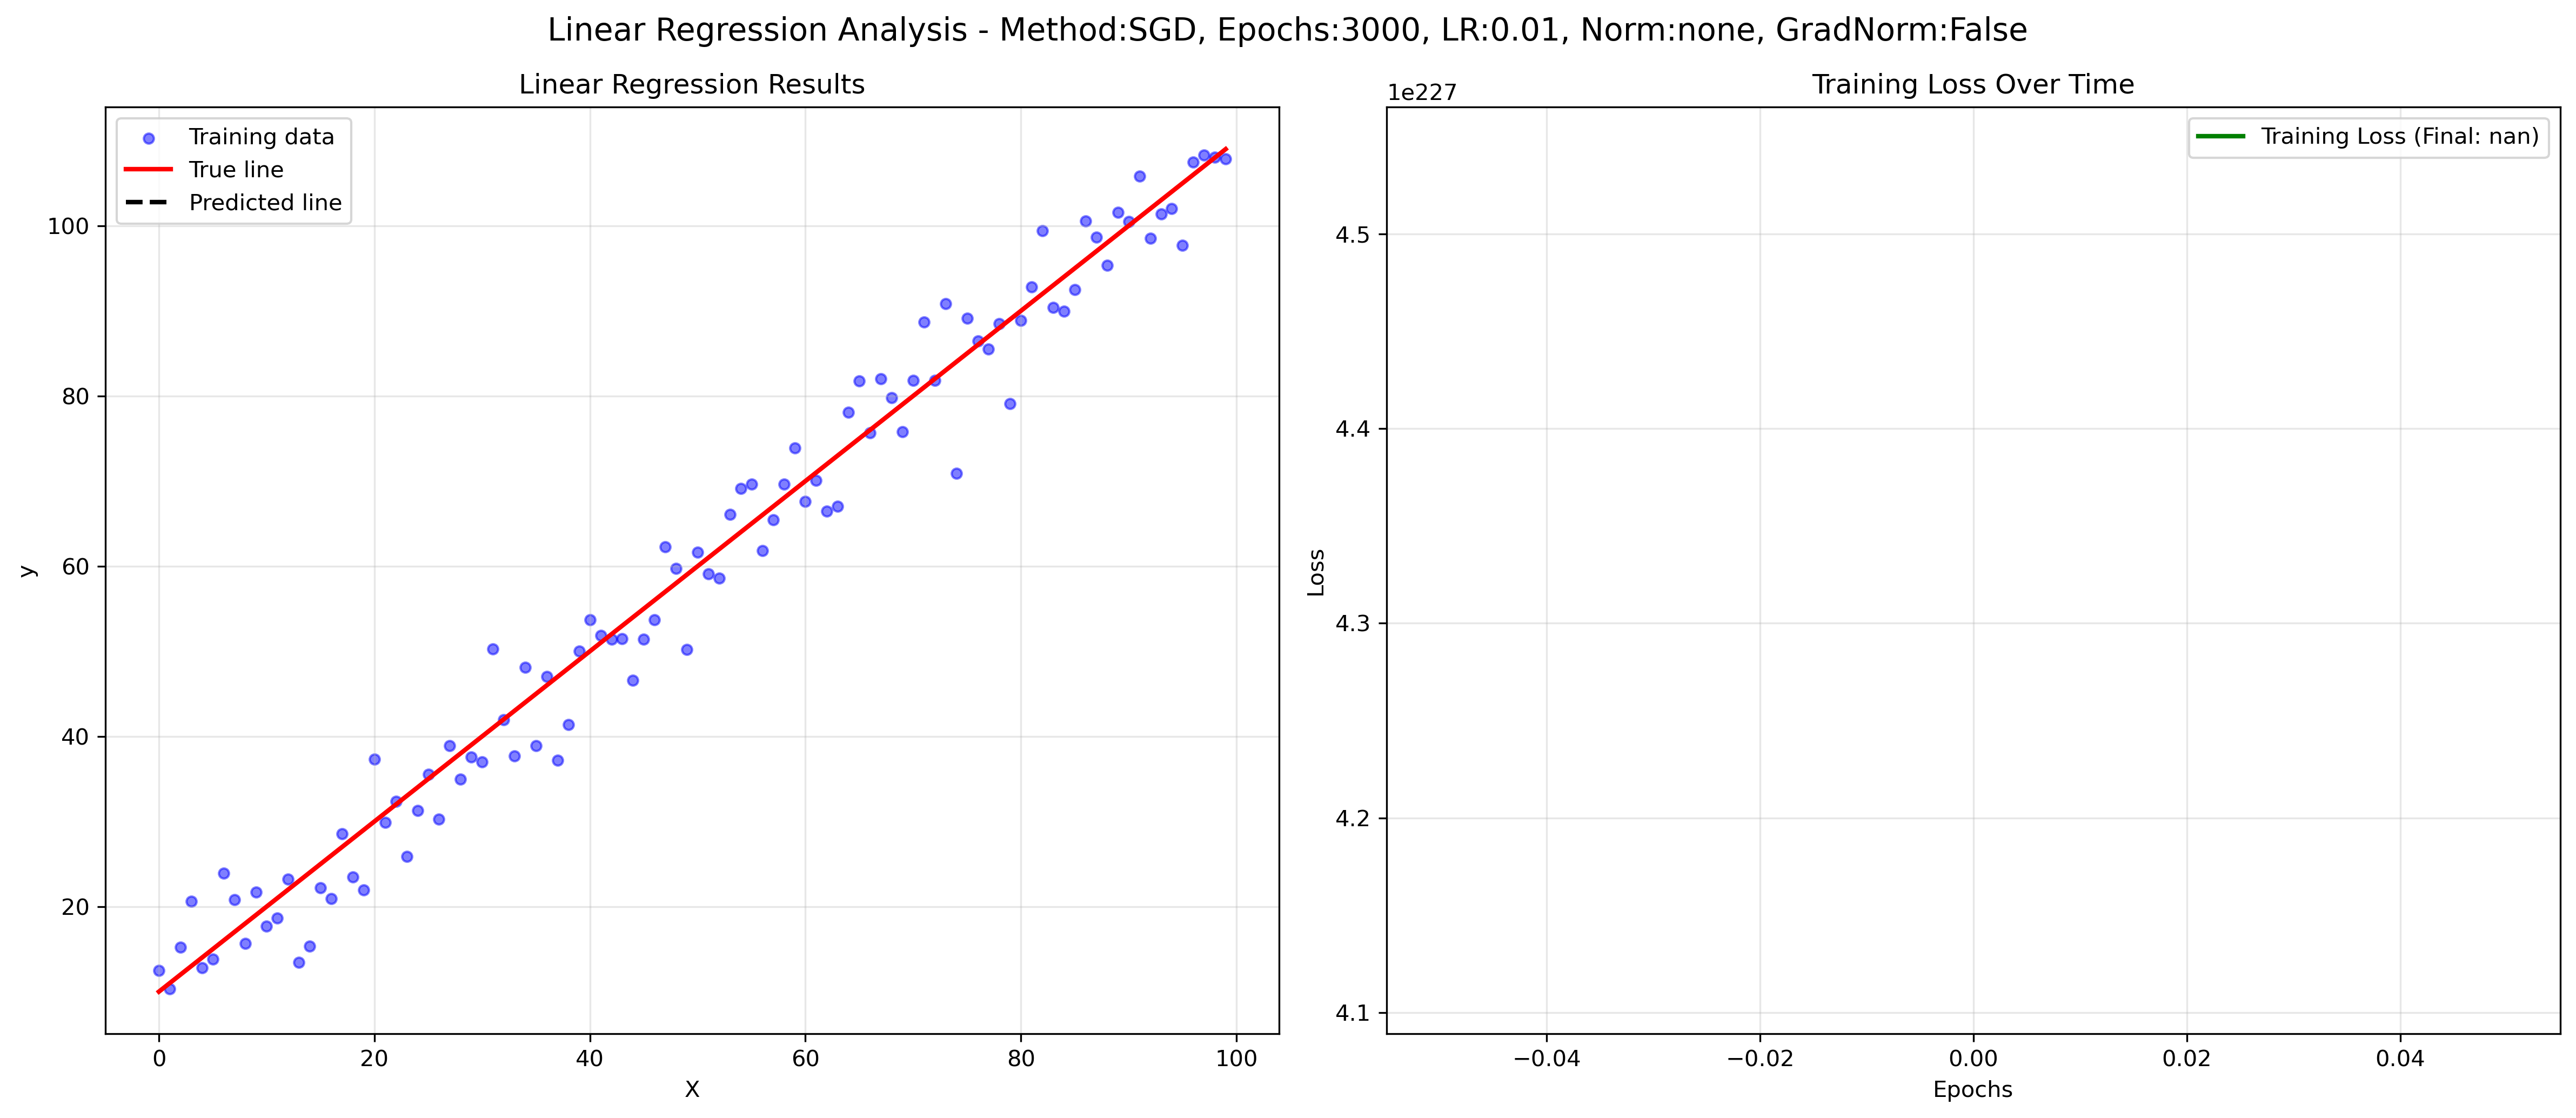 Linear Regression Analysis - Method:SGD, Epochs:3000, LR:0.01, Norm:none, GradNorm:False
Linear Regression Results
Training data
True line
Predicted line
100
80
60
40
20
y
0
20
40
60
80
100
X
Training Loss Over Time
1e227
Training Loss (Final: nan)
4.5
4.4
4.3
4.2
4.1
Loss
−0.04
−0.02
0.00
0.02
0.04
Epochs